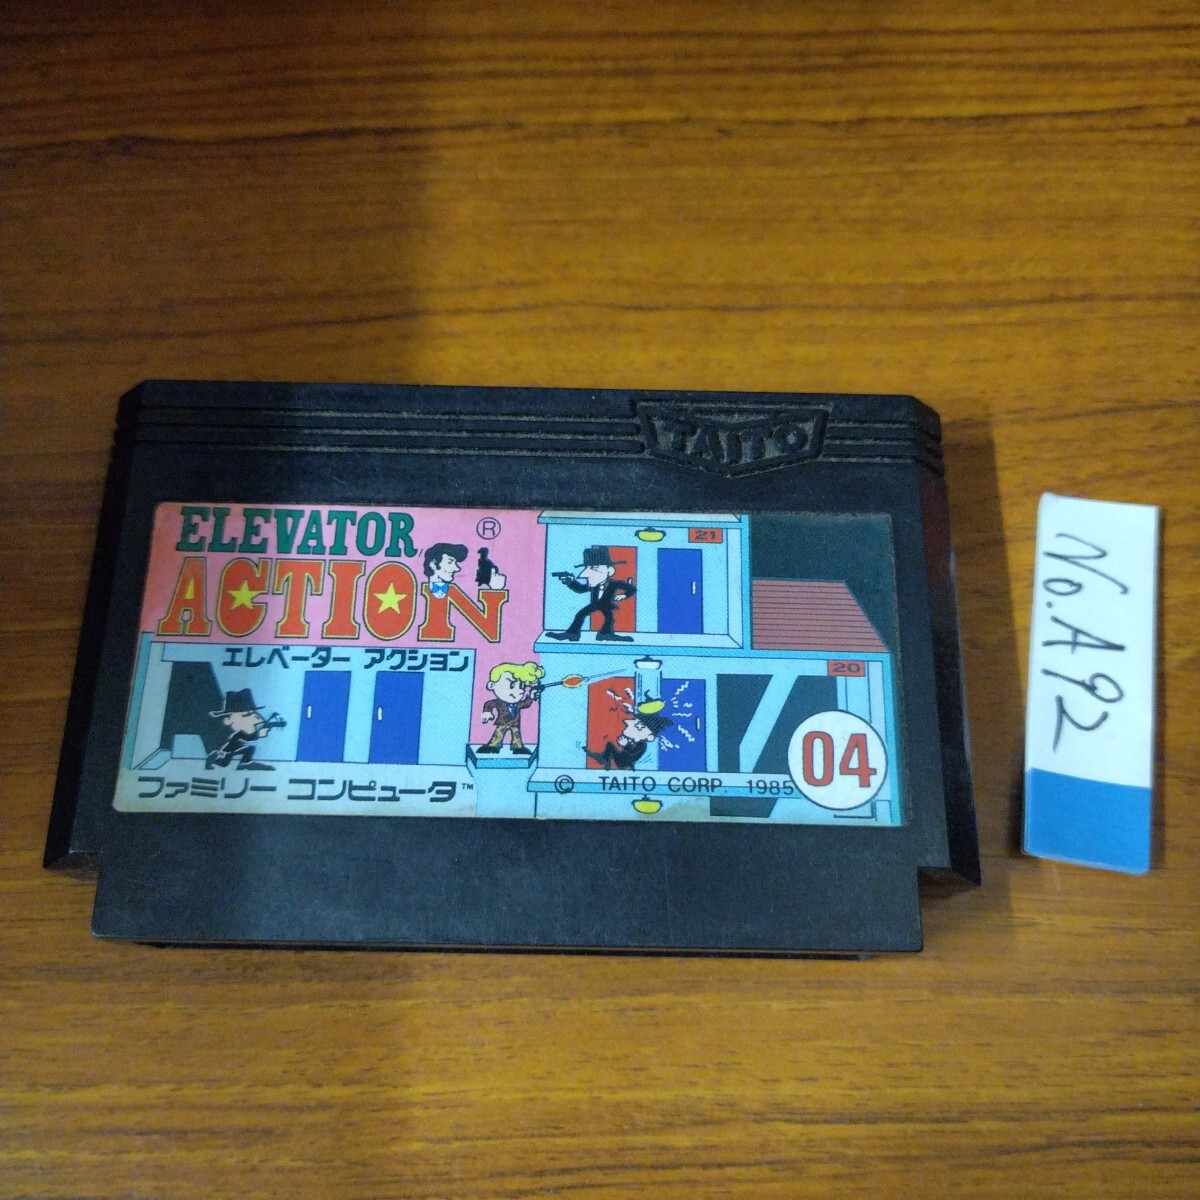 TAITO
ELEVATOR ®
ACTION
エレベーター アクション
21
20
ファミリー コンピュータ™
© TAITO CORP. 1985
04
No.A92